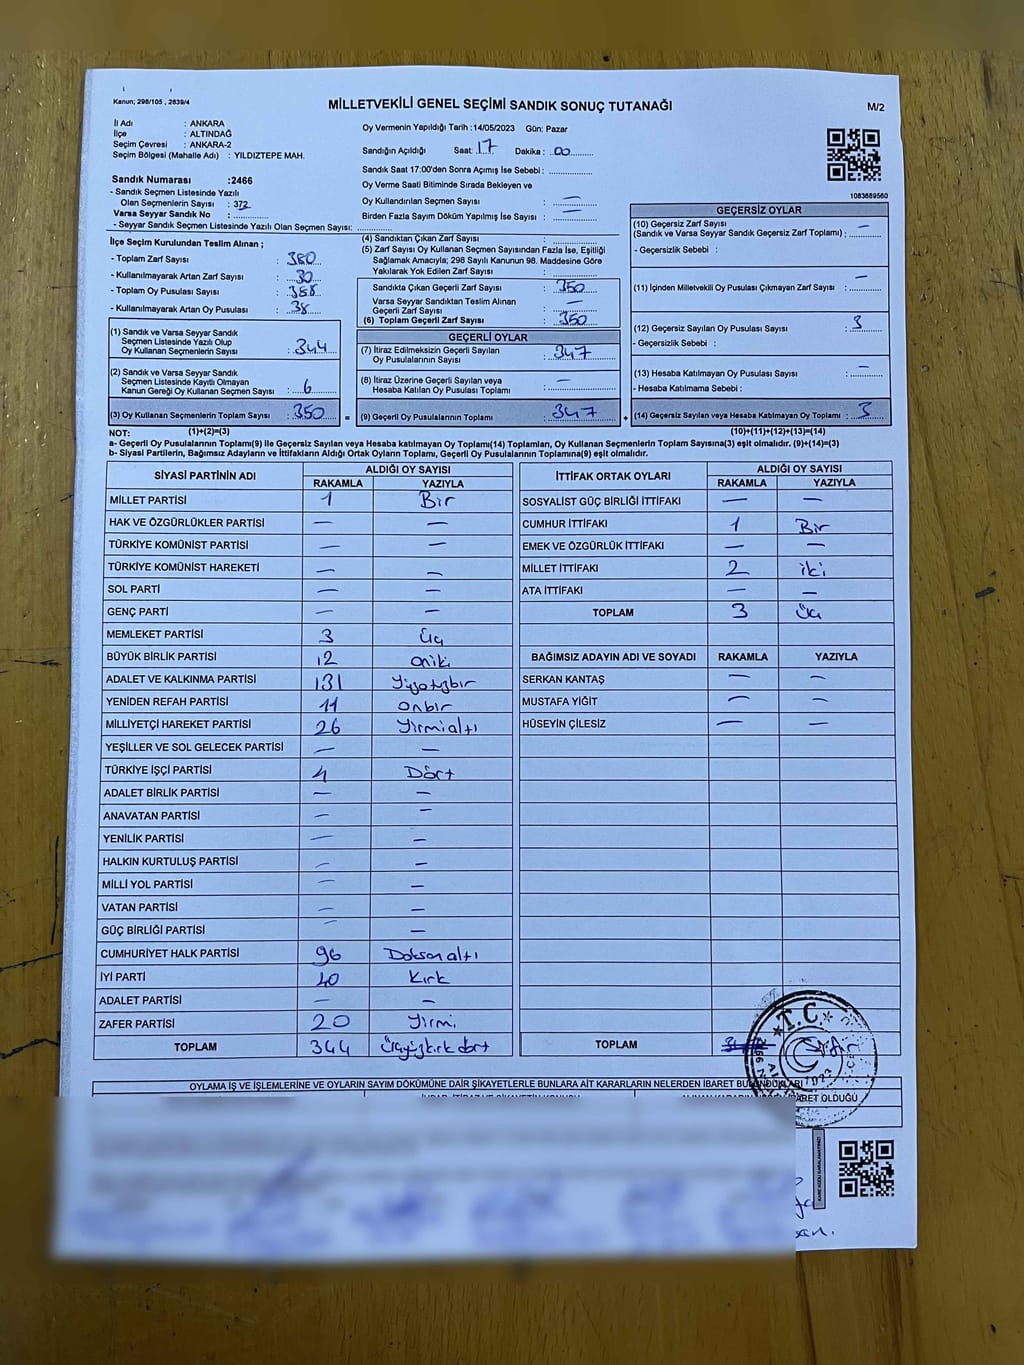 Kanun; 298/105 , 2839/4
MİLLETVEKİLİ GENEL SEÇİMİ SANDIK SONUÇ TUTANAĞI
M/2
İl Adı : ANKARA
İlçe : ALTINDAĞ
Seçim Çevresi : ANKARA-2
Seçim Bölgesi (Mahalle Adı) : YILDIZTEPE MAH.
Oy Vermenin Yapıldığı Tarih :14/05/2023 Gün: Pazar
Sandığın Açıldığı Saat: 17 Dakika : 00
Sandık Saat 17:00'den Sonra Açımış İse Sebebi :
Oy Verme Saati Bitiminde Sırada Bekleyen ve
Oy Kullandırılan Seçmen Sayısı : —
Birden Fazla Sayım Döküm Yapılmış İse Sayısı : —
1083689560
Sandık Numarası :2466
- Sandık Seçmen Listesinde Yazılı
Olan Seçmenlerin Sayısı : 372
Varsa Seyyar Sandık No :
- Seyyar Sandık Seçmen Listesinde Yazılı Olan Seçmen Sayısı:
İlçe Seçim Kurulundan Teslim Alınan ;
- Toplam Zarf Sayısı : 380
- Kullanılmayarak Artan Zarf Sayısı : 30
- Toplam Oy Pusulası Sayısı : 388
- Kullanılmayarak Artan Oy Pusulası : 38
(1) Sandık ve Varsa Seyyar Sandık
Seçmen Listesinde Yazılı Olup
Oy Kullanan Seçmenlerin Sayısı : 344
(2) Sandık ve Varsa Seyyar Sandık
Seçmen Listesinde Kayıtlı Olmayan
Kanun Gereği Oy Kullanan Seçmen Sayısı : 6
(3) Oy Kullanan Seçmenlerin Toplam Sayısı : 350 =
(4) Sandıktan Çıkan Zarf Sayısı :
(5) Zarf Sayısı Oy Kullanan Seçmen Sayısından Fazla İse, Eşitliği
Sağlamak Amacıyla; 298 Sayılı Kanunun 98. Maddesine Göre
Yakılarak Yok Edilen Zarf Sayısı :
Sandıkta Çıkan Geçerli Zarf Sayısı : 350
Varsa Seyyar Sandıktan Teslim Alınan
Geçerli Zarf Sayısı : —
(6) Toplam Geçerli Zarf Sayısı : 350
GEÇERLİ OYLAR
(7) İtiraz Edilmeksizin Geçerli Sayılan
Oy Pusulalarının Sayısı : 347
(8) İtiraz Üzerine Geçerli Sayılan veya
Hesaba Katılan Oy Pusulaları Toplamı : —
(9) Geçerli Oy Pusulalarının Toplamı : 347 +
GEÇERSİZ OYLAR
(10) Geçersiz Zarf Sayısı
(Sandık ve Varsa Seyyar Sandık Geçersiz Zarf Toplamı) : —
- Geçersizlik Sebebi :
(11) İçinden Milletvekili Oy Pusulası Çıkmayan Zarf Sayısı: —
(12) Geçersiz Sayılan Oy Pusulası Sayısı : 3
- Geçersizlik Sebebi :
(13) Hesaba Katılmayan Oy Pusulası Sayısı : —
- Hesaba Katılmama Sebebi :
(14) Geçersiz Sayılan veya Hesaba Katılmayan Oy Toplamı : 3
NOT: (1)+(2)=(3) (10)+(11)+(12)+(13)=(14)
a- Geçerli Oy Pusulalarının Toplamı(9) ile Geçersiz Sayılan veya Hesaba katılmayan Oy Toplamı(14) Toplamları, Oy Kullanan Seçmenlerin Toplam Sayısına(3) eşit olmalıdır. (9)+(14)=(3)
b- Siyasi Partilerin, Bağımsız Adayların ve İttifakların Aldığı Ortak Oyların Toplamı, Geçerli Oy Pusulalarının Toplamına(9) eşit olmalıdır.
SİYASİ PARTİNİN ADI ALDIĞI OY SAYISI
RAKAMLA YAZIYLA
MİLLET PARTİSİ 1 Bir
HAK VE ÖZGÜRLÜKLER PARTİSİ — —
TÜRKİYE KOMÜNİST PARTİSİ — —
TÜRKİYE KOMÜNİST HAREKETİ — —
SOL PARTİ — —
GENÇ PARTİ — —
MEMLEKET PARTİSİ 3 Üç
BÜYÜK BİRLİK PARTİSİ 12 oniki
ADALET VE KALKINMA PARTİSİ 131 Yüzotuzbir
YENİDEN REFAH PARTİSİ 11 onbir
MİLLİYETÇİ HAREKET PARTİSİ 26 Yirmialtı
YEŞİLLER VE SOL GELECEK PARTİSİ — —
TÜRKİYE İŞÇİ PARTİSİ 4 Dört
ADALET BİRLİK PARTİSİ — —
ANAVATAN PARTİSİ — —
YENİLİK PARTİSİ — —
HALKIN KURTULUŞ PARTİSİ — —
MİLLİ YOL PARTİSİ — —
VATAN PARTİSİ — —
GÜÇ BİRLİĞİ PARTİSİ — —
CUMHURİYET HALK PARTİSİ 96 Doksanaltı
İYİ PARTİ 40 Kırk
ADALET PARTİSİ — —
ZAFER PARTİSİ 20 Yirmi
TOPLAM 344 Üçyüzkırkdört
İTTİFAK ORTAK OYLARI ALDIĞI OY SAYISI
RAKAMLA YAZIYLA
SOSYALİST GÜÇ BİRLİĞİ İTTİFAKI — —
CUMHUR İTTİFAKI 1 Bir
EMEK VE ÖZGÜRLÜK İTTİFAKI — —
MİLLET İTTİFAKI 2 iki
ATA İTTİFAKI — —
TOPLAM 3 Üç
BAĞIMSIZ ADAYIN ADI VE SOYADI RAKAMLA YAZIYLA
SERKAN KANTAŞ — —
MUSTAFA YİĞİT — —
HÜSEYİN ÇİLESİZ — —
TOPLAM
T.C.
OYLAMA İŞ VE İŞLEMLERİNE VE OYLARIN SAYIM DÖKÜMÜNE DAİR ŞİKAYETLERLE BUNLARA AİT KARARLARIN NELERDEN İBARET BULUNDUKLARI